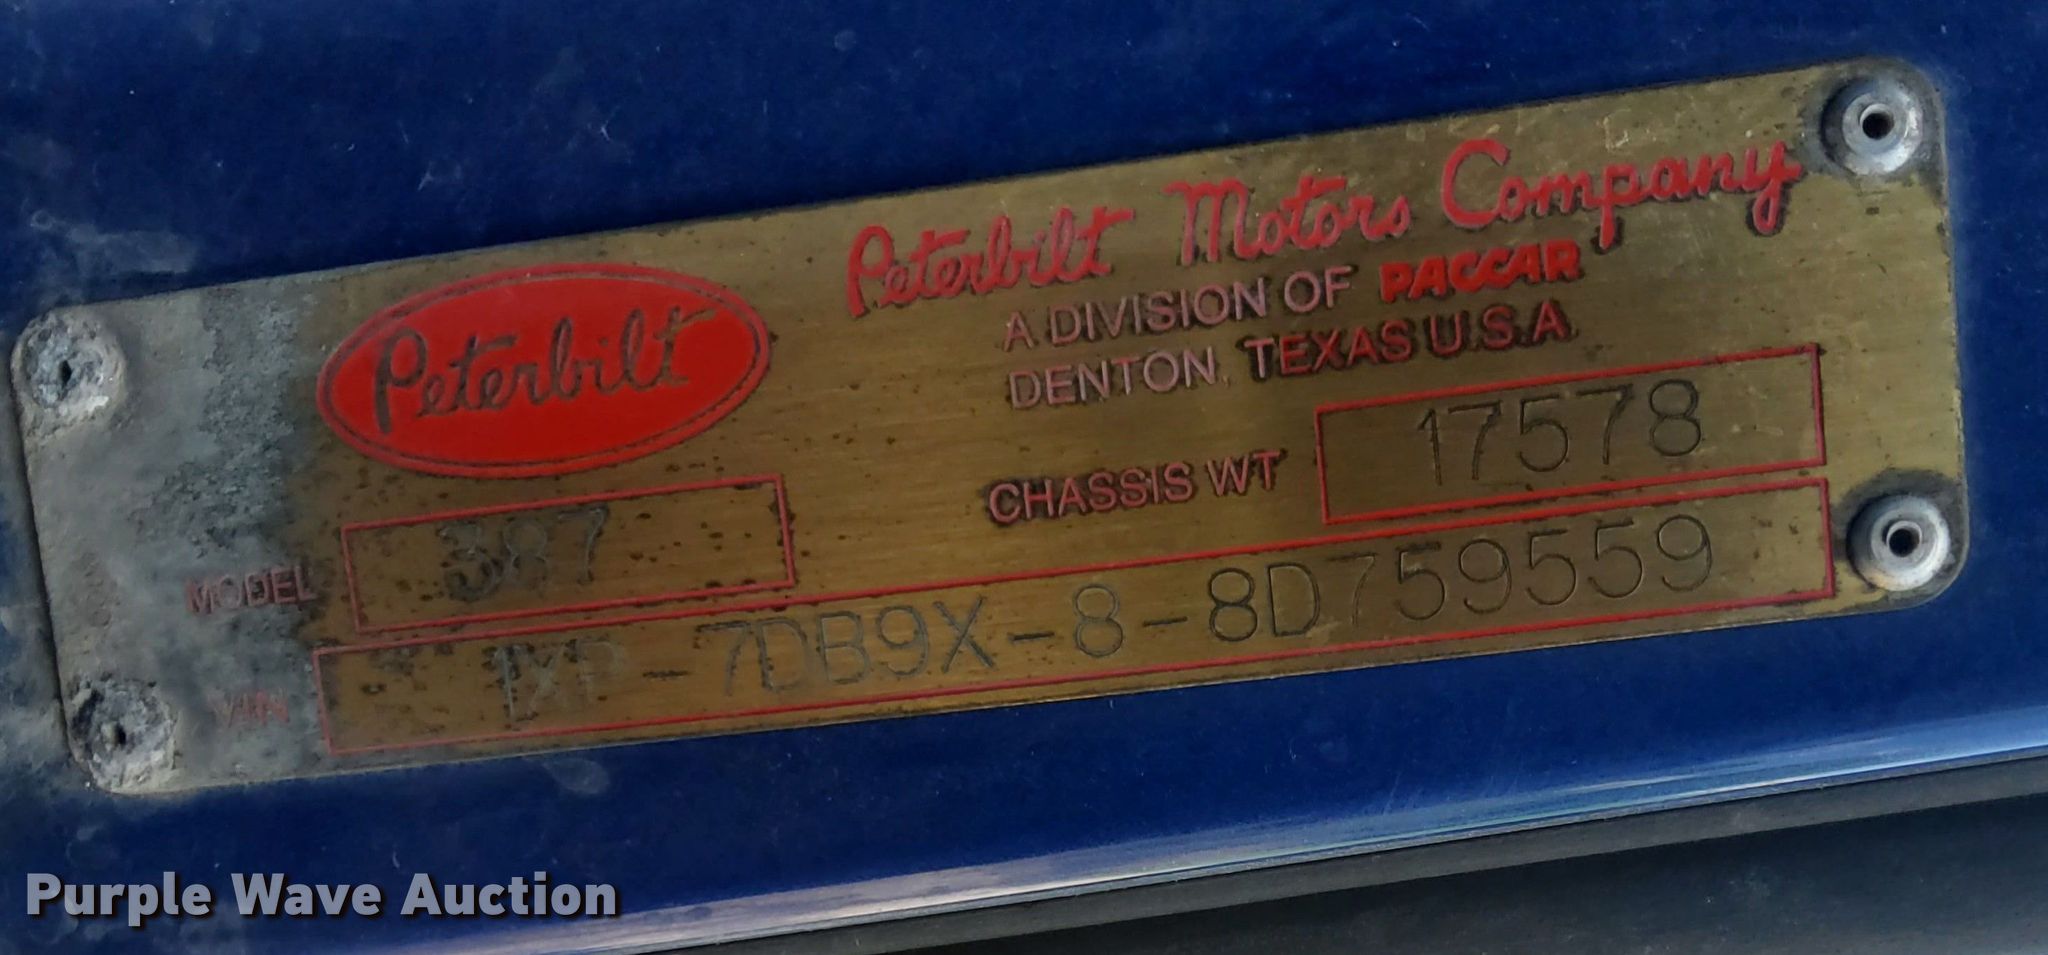 Peterbilt
Peterbilt Motors Company
A DIVISION OF PACCAR
DENTON, TEXAS U.S.A.
CHASSIS WT 17578
MODEL 387
VIN 1XP-7DB9X-8-8D759559
Purple Wave Auction